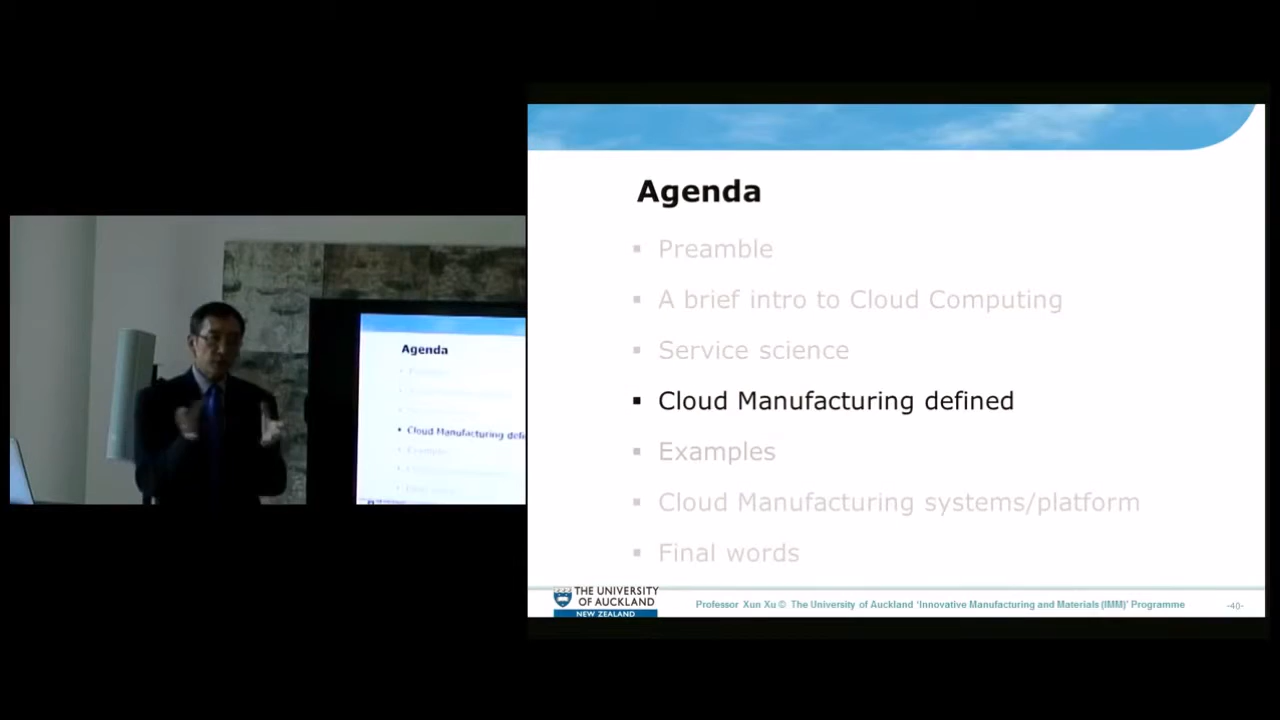 Agenda
Cloud Manufacturing defi
Agenda
▪ Preamble
▪ A brief intro to Cloud Computing
▪ Service science
▪ Cloud Manufacturing defined
▪ Examples
▪ Cloud Manufacturing systems/platform
▪ Final words
THE UNIVERSITY
OF AUCKLAND
NEW ZEALAND
Professor Xun Xu © The University of Auckland 'Innovative Manufacturing and Materials (IMM)' Programme
-40-